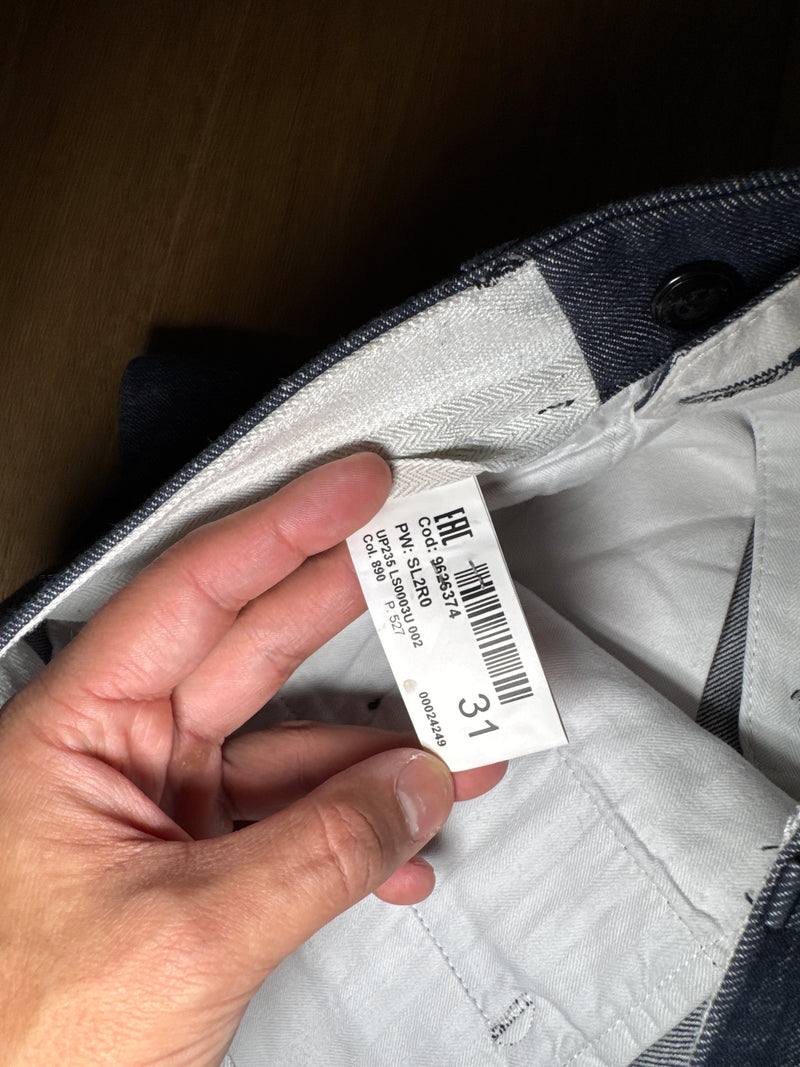 EAC
Cod: 9626374
PW: SL2R0
UP235 LS0003U 002
Col. 890 P. 527
31
00024249